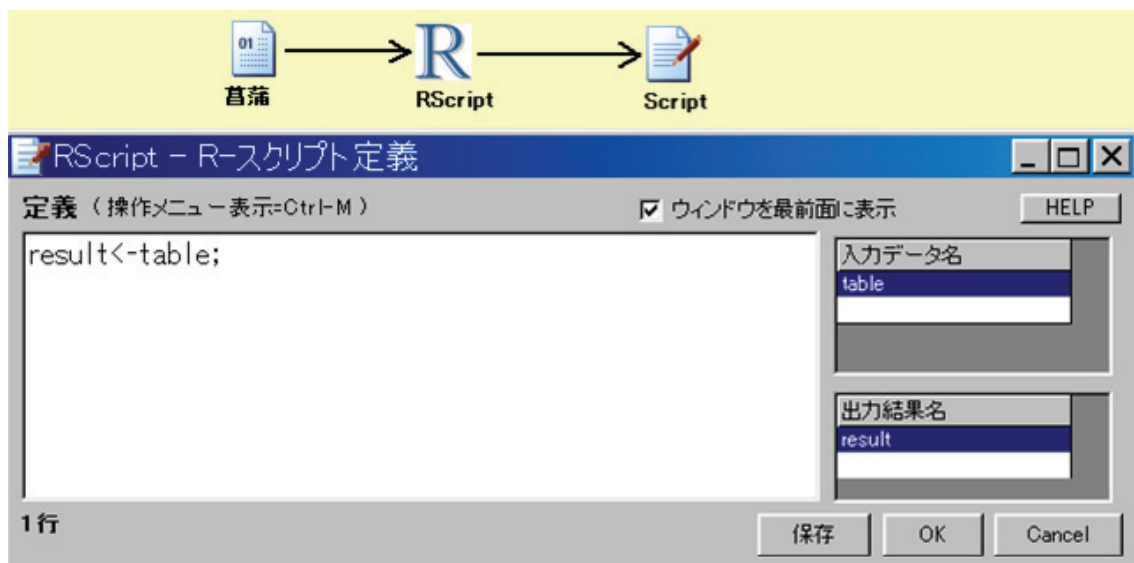 01
R
菖蒲 RScript Script
RScript - R-スクリプト定義
定義(操作メニュー表示=Ctrl-M) ウィンドウを最前面に表示 HELP
result<-table;
入力データ名
table
出力結果名
result
1行
保存 OK Cancel